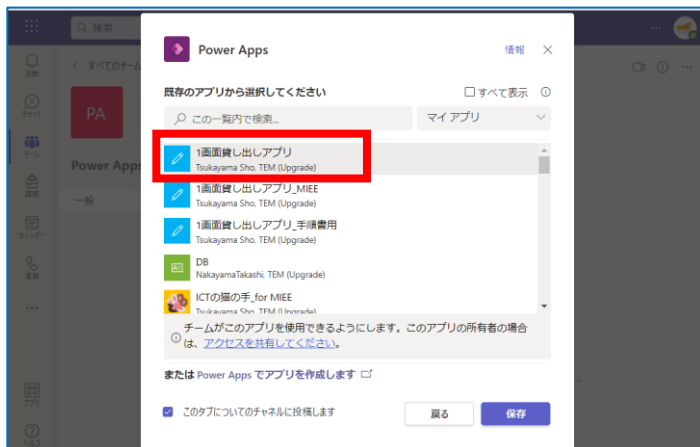 検索
活動
すべてのチーム
チャット
PA
チーム
Power Apps
課題
一般
カレンダー
通話
アプリ
ヘルプ
Power Apps
情報
既存のアプリから選択してください
すべて表示
この一覧内で検索...
マイ アプリ
1画面貸し出しアプリ
Tsukayama Sho, TEM (Upgrade)
1画面貸し出しアプリ_MIEE
Tsukayama Sho, TEM (Upgrade)
1画面貸し出しアプリ_手順書用
Tsukayama Sho, TEM (Upgrade)
DB
NakayamaTakashi, TEM (Upgrade)
ICTの猫の手_for MIEE
Tsukayama Sho, TEM (Upgrade)
チームがこのアプリを使用できるようにします。このアプリの所有者の場合
は、アクセスを共有してください。
または Power Apps でアプリを作成します
このタブについてのチャネルに投稿します
戻る
保存